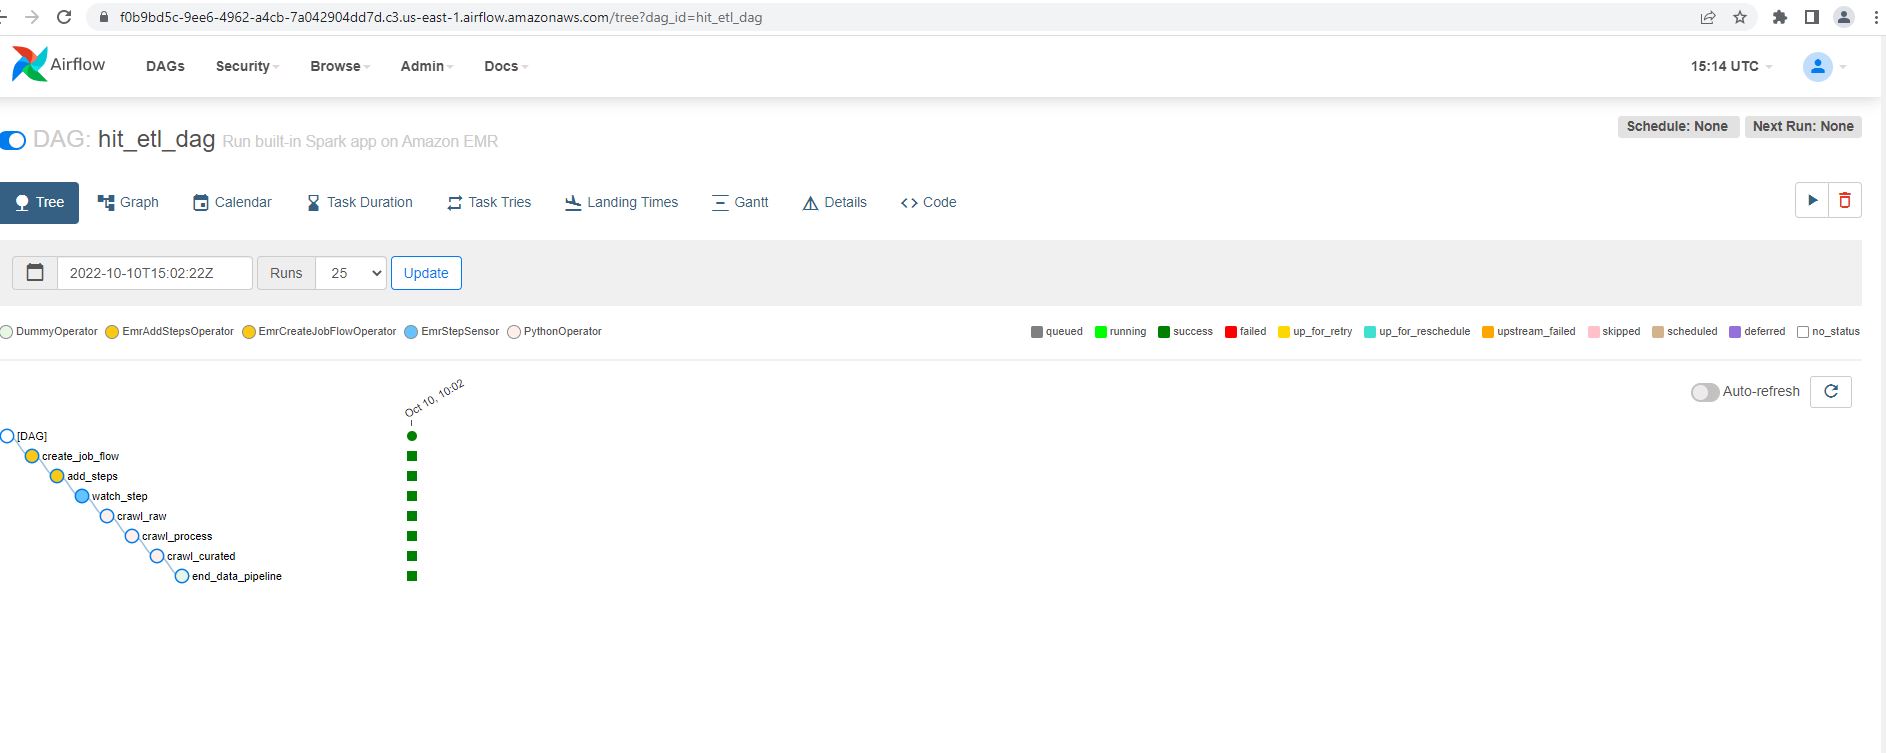 f0b9bd5c-9ee6-4962-a4cb-7a042904dd7d.c3.us-east-1.airflow.amazonaws.com/tree?dag_id=hit_etl_dag
Airflow DAGs Security Browse Admin Docs 15:14 UTC
Schedule: None Next Run: None
DAG: hit_etl_dag Run built-in Spark app on Amazon EMR
Tree Graph Calendar Task Duration Task Tries Landing Times Gantt Details Code
2022-10-10T15:02:22Z Runs 25 Update
DummyOperator EmrAddStepsOperator EmrCreateJobFlowOperator EmrStepSensor PythonOperator queued running success failed up_for_retry up_for_reschedule upstream_failed skipped scheduled deferred no_status
Oct 10, 10:02
Auto-refresh
[DAG]
create_job_flow
add_steps
watch_step
crawl_raw
crawl_process
crawl_curated
end_data_pipeline